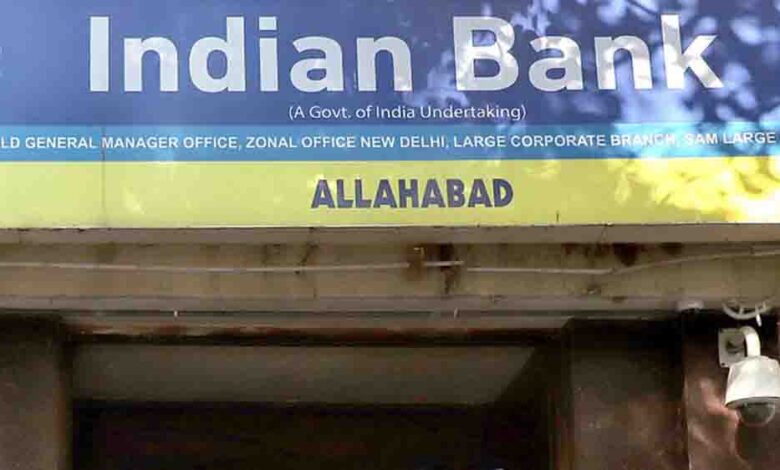 Indian Bank
(A Govt. of India Undertaking)
LD GENERAL MANAGER OFFICE, ZONAL OFFICE NEW DELHI, LARGE CORPORATE BRANCH, SAM LARGE
ALLAHABAD